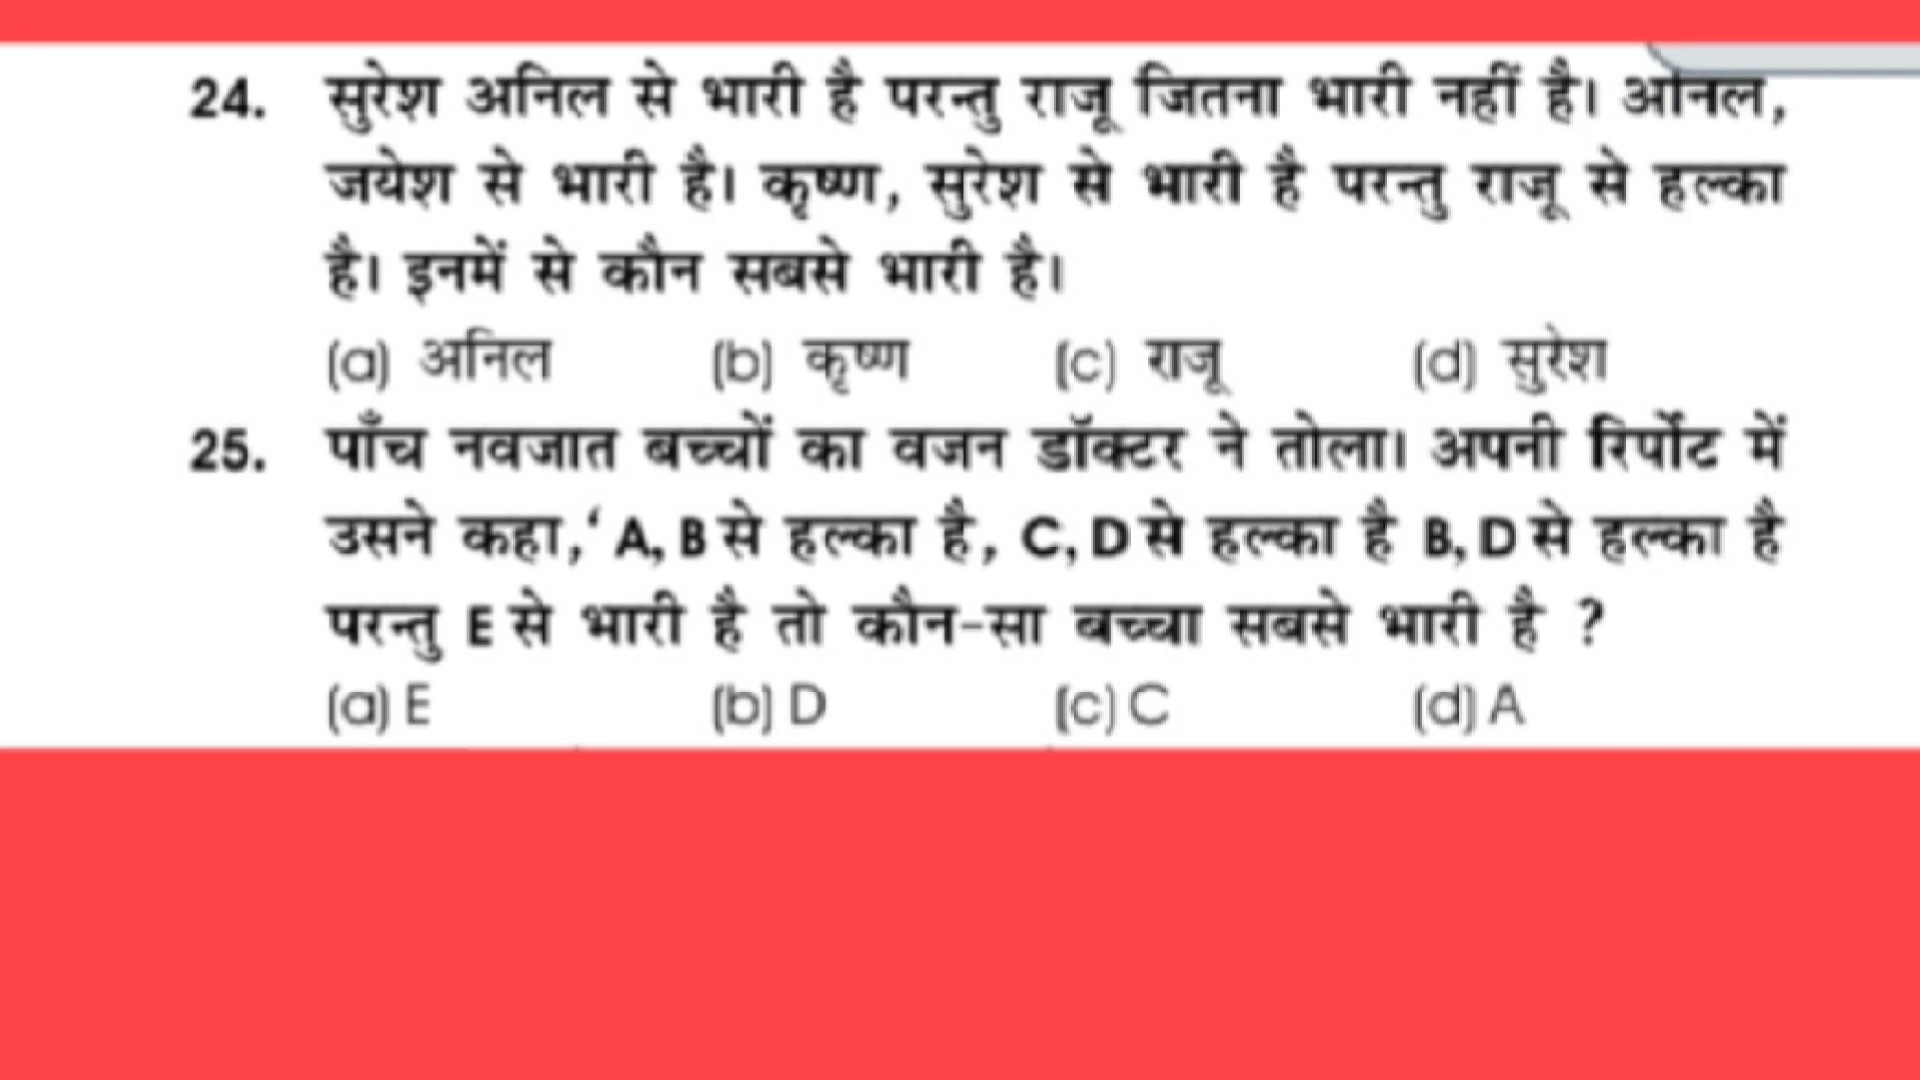 24. सुरेश अनिल से भारी है परन्तु राजू जितना भारी नहीं है। अनिल,
जयेश से भारी है। कृष्ण, सुरेश से भारी है परन्तु राजू से हल्का
है। इनमें से कौन सबसे भारी है।
(a) अनिल (b) कृष्ण (c) राजू (d) सुरेश
25. पाँच नवजात बच्चों का वजन डॉक्टर ने तोला। अपनी रिर्पोट में
उसने कहा,‘ A, B से हल्का है, C, D से हल्का है B, D से हल्का है
परन्तु E से भारी है तो कौन-सा बच्चा सबसे भारी है ?
(a) E (b) D (c) C (d) A